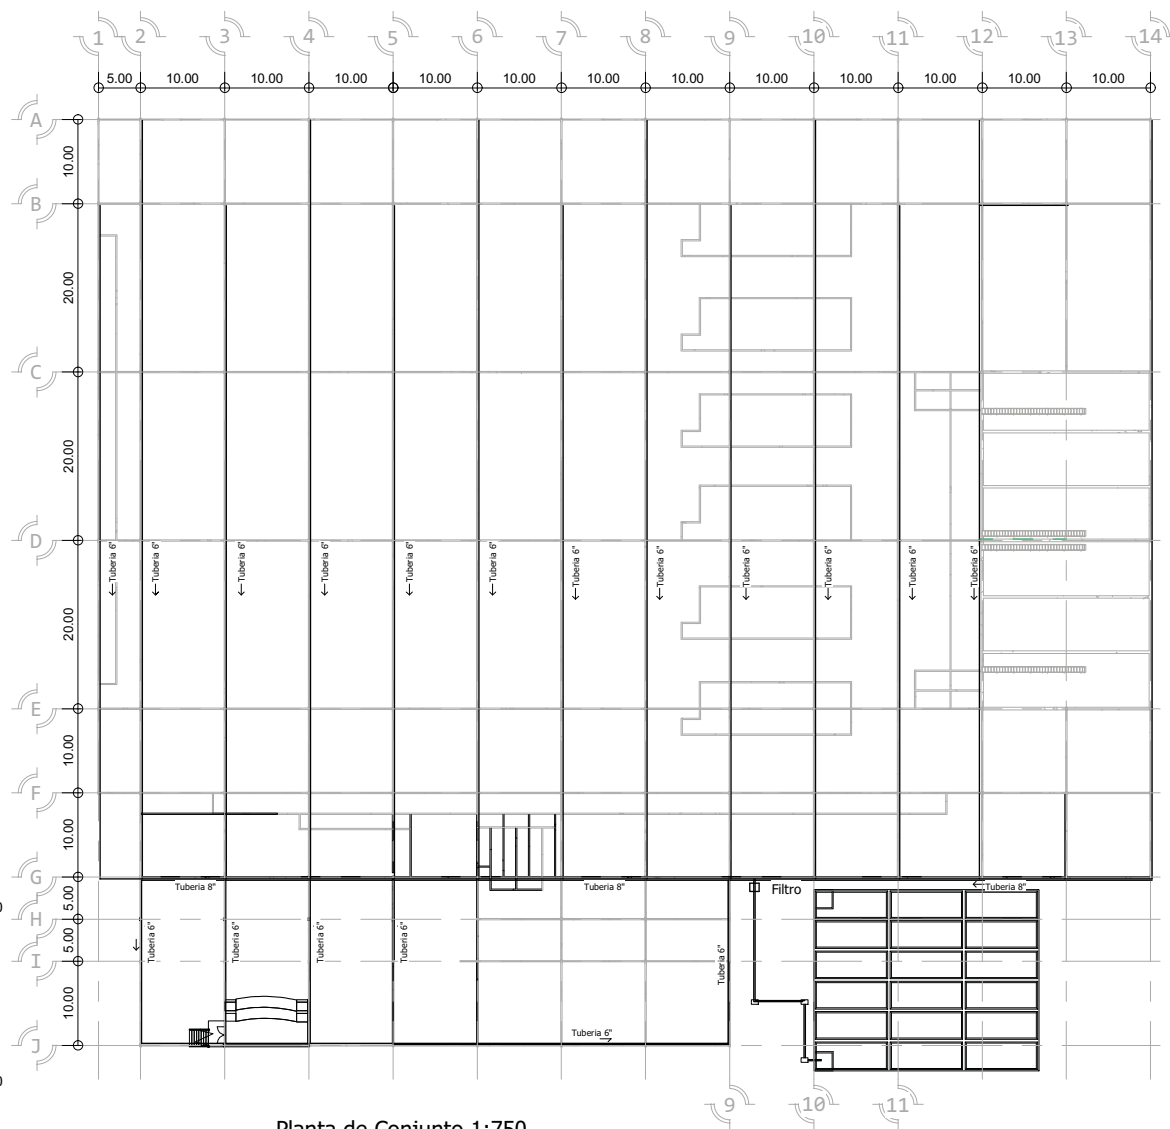 1 2 3 4 5 6 7 8 9 10 11 12 13 14
5.00 10.00 10.00 10.00 10.00 10.00 10.00 10.00 10.00 10.00 10.00 10.00 10.00
A
10.00
B
20.00
C
20.00
D
Tuberia 6" Tuberia 6" Tuberia 6" Tuberia 6" Tuberia 6" Tuberia 6" Tuberia 6" Tuberia 6" Tuberia 6" Tuberia 6" Tuberia 6" Tuberia 6"
20.00
E
10.00
F
10.00
G
Tuberia 8" Tuberia 8" Filtro Tuberia 8"
5.00
0
H
Tuberia 6" Tuberia 6" Tuberia 6" Tuberia 6" Tuberia 6"
5.00
I
10.00
Tuberia 6"
J
0
9 10 11
Planta de Conjunto 1:750